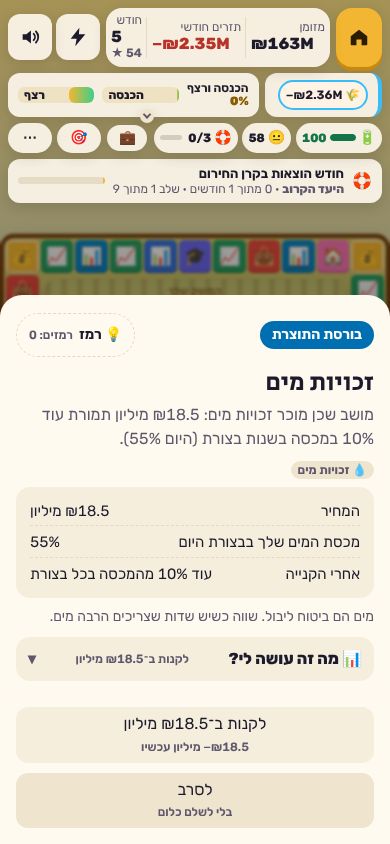 מזומן
₪163M
תזרים חודשי
−₪2.35M
חודש
5
★ 54
−₪2.36M
הכנסה ורצף
0%
הכנסה
רצף
100
58
0/3
...
חודש הוצאות בקרן החירום
היעד הקרוב · 0 מתוך 1 חודשים · שלב 1 מתוך 9
בורסת התוצרת
רמז
רמזים: 0
זכויות מים
מושב שכן מוכר זכויות מים: ₪18.5 מיליון תמורת עוד
10% במכסה בשנות בצורת (היום 55%).
זכויות מים
המחיר
₪18.5 מיליון
מכסת המים שלך בבצורת היום
55%
אחרי הקנייה
עוד 10% מהמכסה בכל בצורת
מים הם ביטוח ליבול. שווה כשיש שדות שצריכים הרבה מים.
מה זה עושה לי?
לקנות ב־₪18.5 מיליון
▼
לקנות ב־₪18.5 מיליון
−₪18.5 מיליון עכשיו
לסרב
בלי לשלם כלום